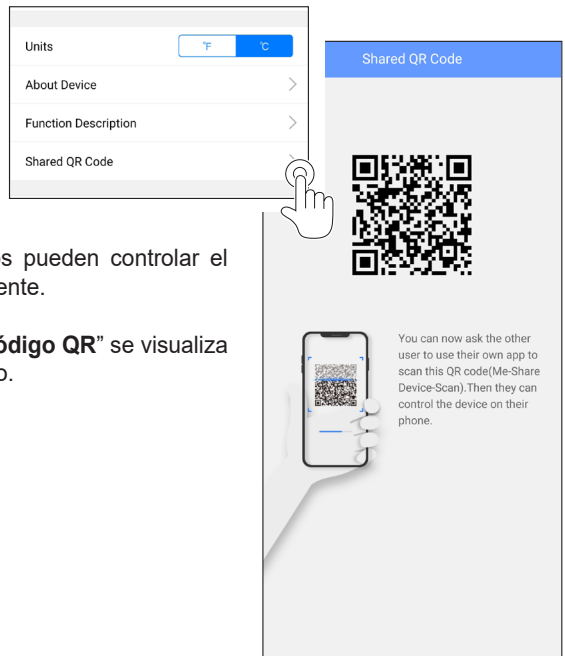 Units
℉
℃
About Device
Function Description
Shared QR Code
Shared QR Code
pueden controlar el
ente.
ódigo QR” se visualiza
You can now ask the other
user to use their own app to
scan this QR code(Me-Share
Device-Scan).Then they can
control the device on their
phone.